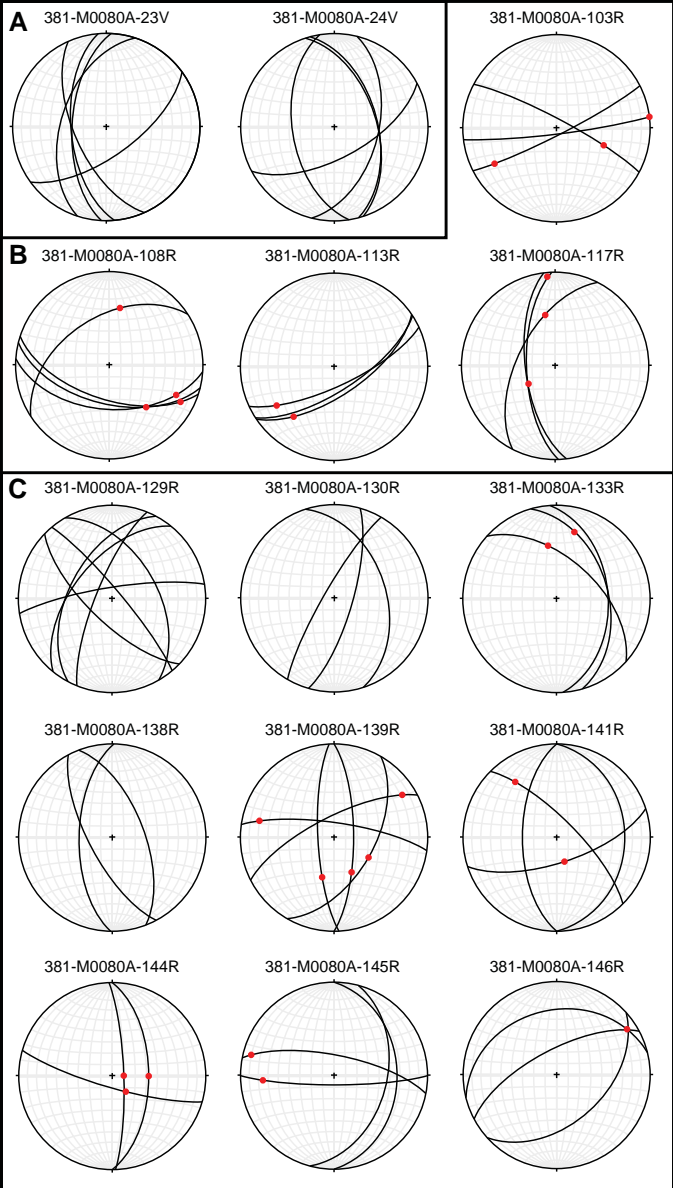 A
381-M0080A-23V
381-M0080A-24V
381-M0080A-103R
B
381-M0080A-108R
381-M0080A-113R
381-M0080A-117R
C
381-M0080A-129R
381-M0080A-130R
381-M0080A-133R
381-M0080A-138R
381-M0080A-139R
381-M0080A-141R
381-M0080A-144R
381-M0080A-145R
381-M0080A-146R